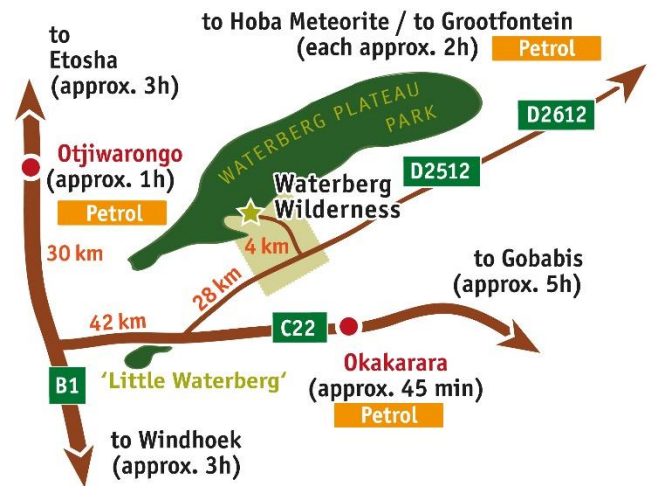 to
Etosha
(approx. 3h)
to Hoba Meteorite / to Grootfontein
(each approx. 2h)
Petrol
D2612
WATERBERG PLATEAU
PARK
Otjiwarongo
(approx. 1h)
Petrol
D2512
Waterberg
Wilderness
4 km
30 km
28 km
to Gobabis
(approx. 5h)
42 km
C22
B1
'Little Waterberg'
Okakarara
(approx. 45 min)
Petrol
to Windhoek
(approx. 3h)